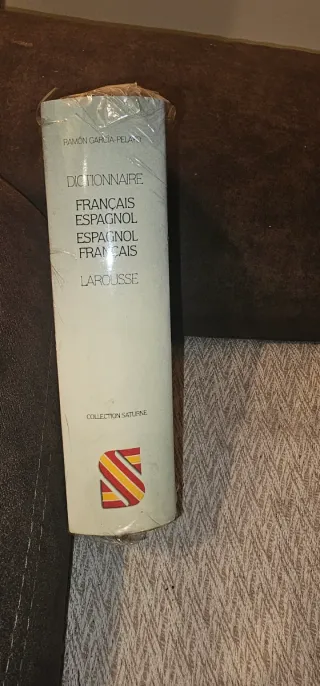 RAMÓN GARCÍA-PELAYO
DICTIONNAIRE
FRANÇAIS
ESPAGNOL
ESPAGNOL
FRANÇAIS
LAROUSSE
COLLECTION SATURNE
S